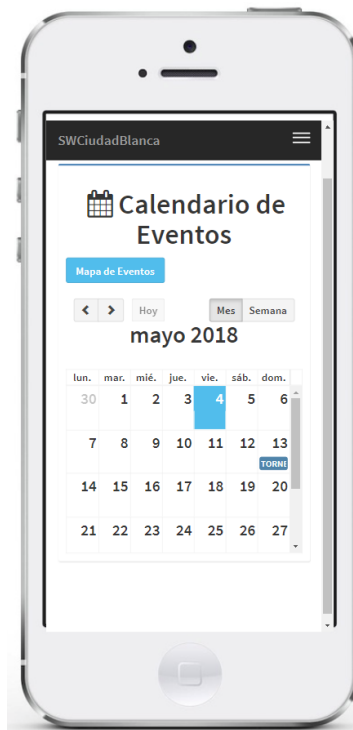 SWCiudadBlanca
Calendario de
Eventos
Mapa de Eventos
Hoy
Mes Semana
mayo 2018
lun. mar. mié. jue. vie. sáb. dom.
30 1 2 3 4 5 6
7 8 9 10 11 12 13
TORNE
14 15 16 17 18 19 20
21 22 23 24 25 26 27